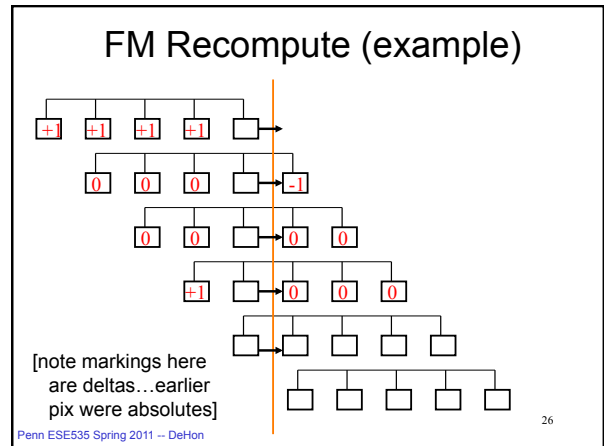 FM Recompute (example)
+1 +1 +1 +1
0 0 0 -1
0 0 0 0
+1 0 0 0
[note markings here
are deltas…earlier
pix were absolutes]
26
Penn ESE535 Spring 2011 -- DeHon